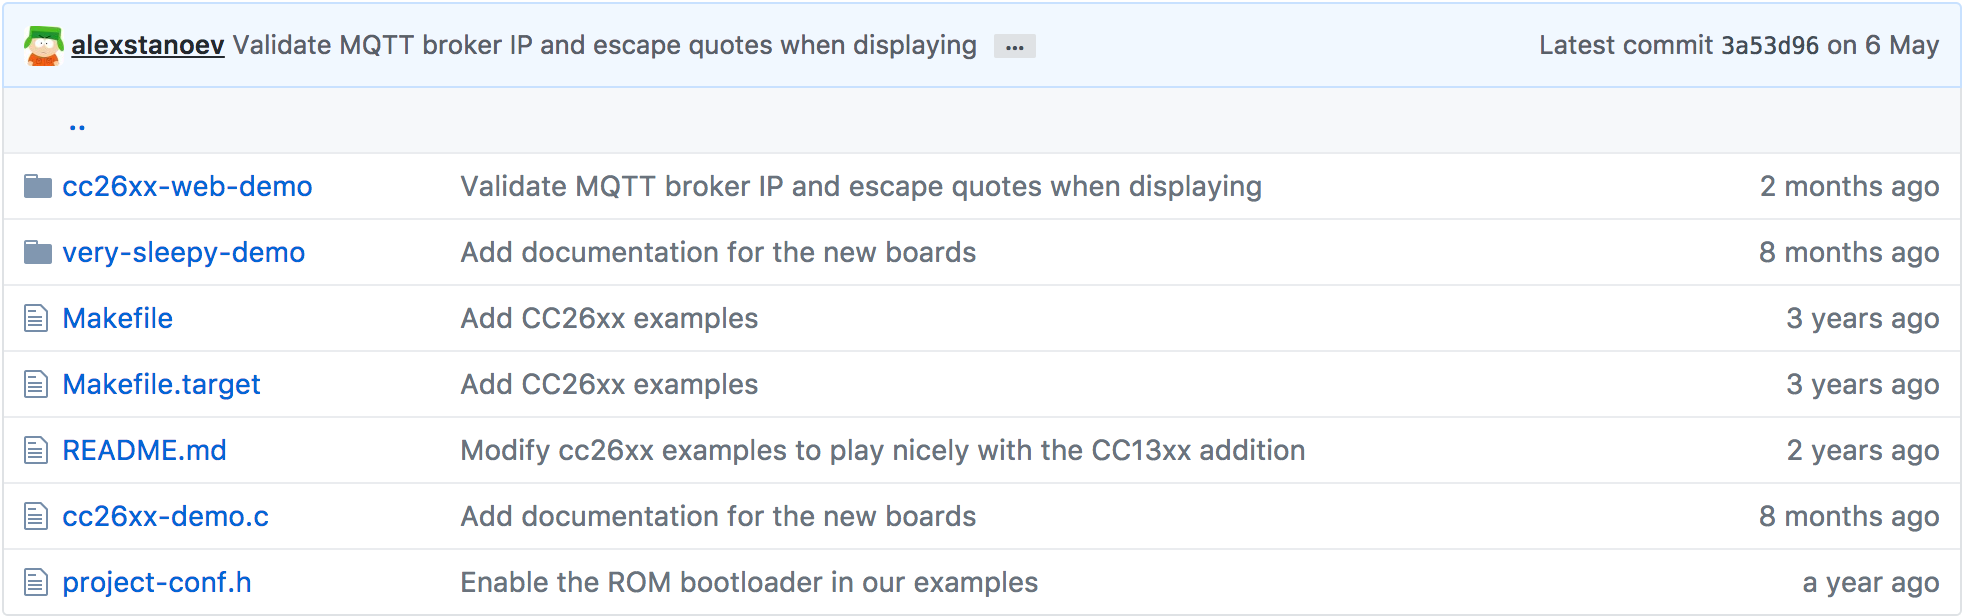 alexstanoev Validate MQTT broker IP and escape quotes when displaying ... Latest commit 3a53d96 on 6 May
..
cc26xx-web-demo Validate MQTT broker IP and escape quotes when displaying 2 months ago
very-sleepy-demo Add documentation for the new boards 8 months ago
Makefile Add CC26xx examples 3 years ago
Makefile.target Add CC26xx examples 3 years ago
README.md Modify cc26xx examples to play nicely with the CC13xx addition 2 years ago
cc26xx-demo.c Add documentation for the new boards 8 months ago
project-conf.h Enable the ROM bootloader in our examples a year ago